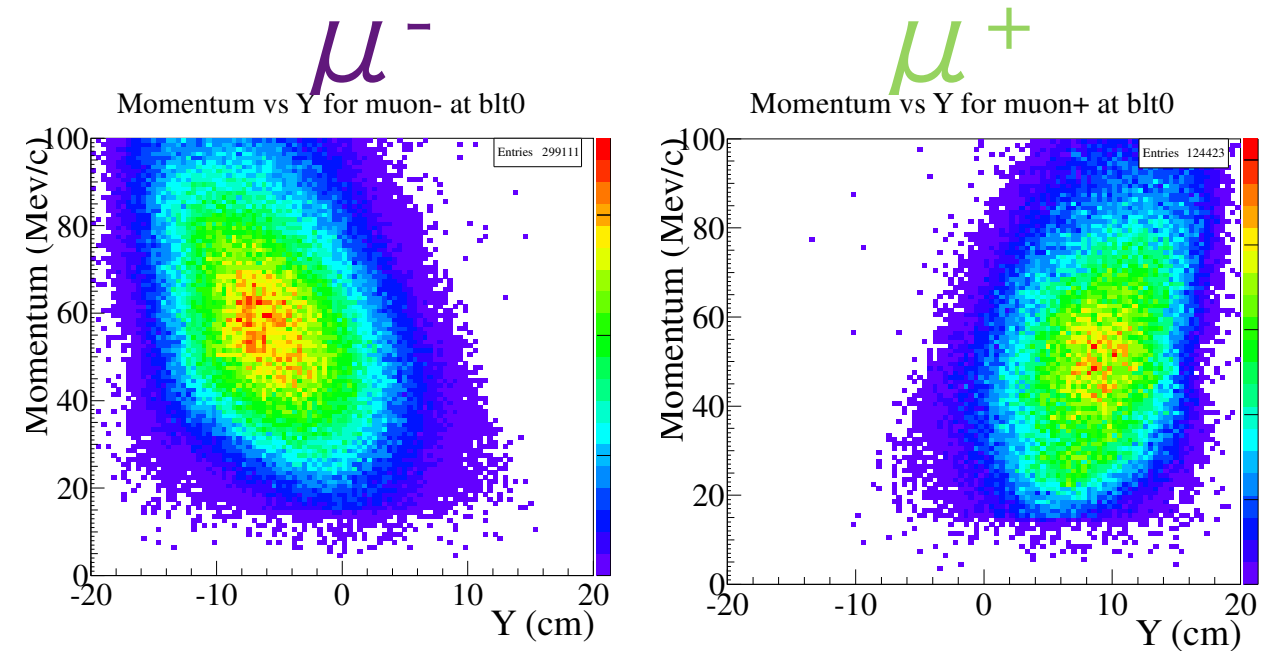 μ -
μ +
Momentum vs Y for muon- at blt0
Momentum vs Y for muon+ at blt0
Entries 299111
Momentum (Mev/c)
100
80
60
40
20
0
-20 -10 0 10 20
Y (cm)
Entries 124423
Momentum (Mev/c)
100
80
60
40
20
0
-20 -10 0 10 20
Y (cm)